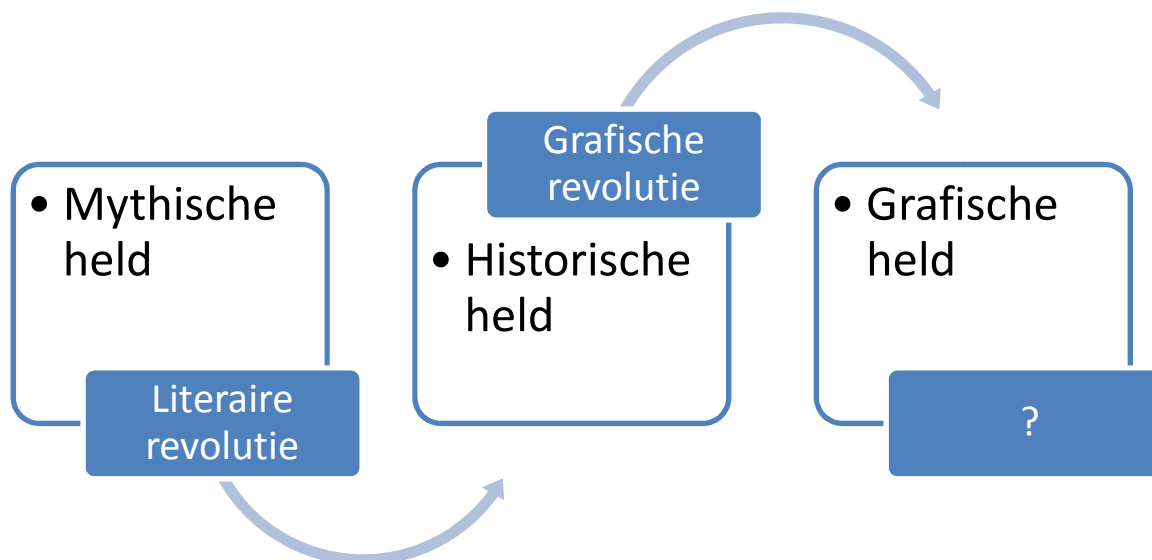 • Mythische
held
Literaire
revolutie
Grafische
revolutie
• Historische
held
• Grafische
held
?